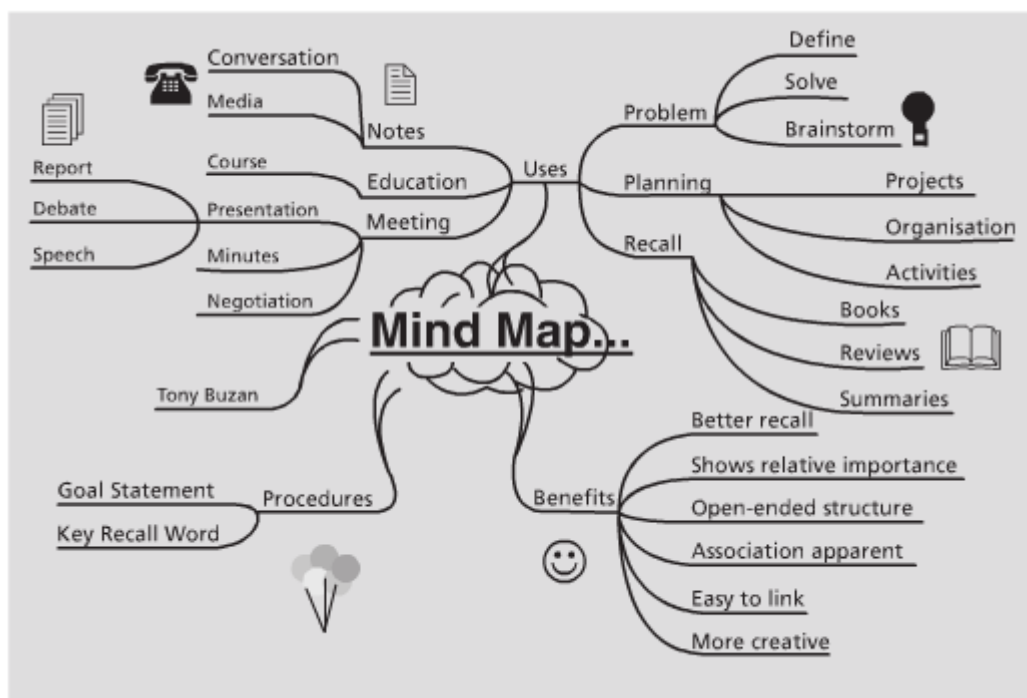 Mind Map...
Uses
Notes
Conversation
Media
Education
Course
Meeting
Presentation
Report
Debate
Speech
Minutes
Negotiation
Problem
Define
Solve
Brainstorm
Planning
Projects
Organisation
Activities
Recall
Books
Reviews
Summaries
Tony Buzan
Procedures
Goal Statement
Key Recall Word
Benefits
Better recall
Shows relative importance
Open-ended structure
Association apparent
Easy to link
More creative